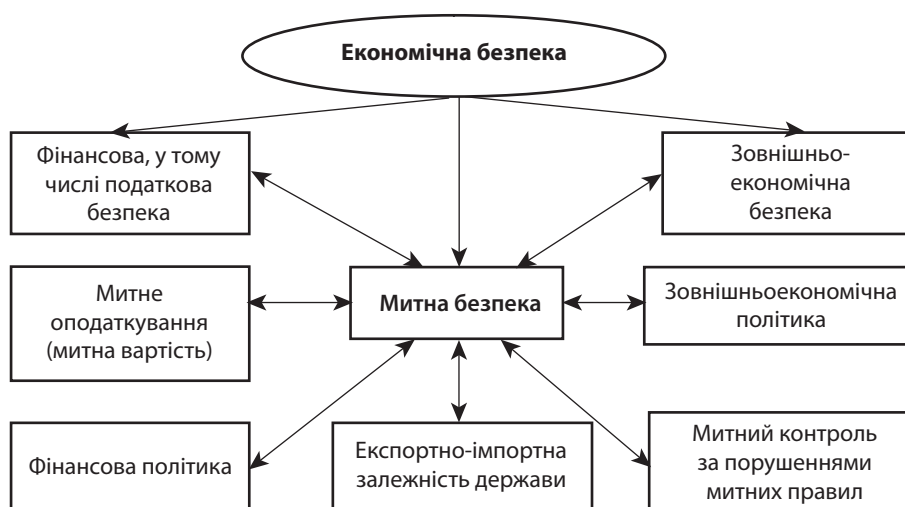 Економічна безпека
Фінансова, у тому
числі податкова
безпека
Зовнішньо-
економічна
безпека
Митне
оподаткування
(митна вартість)
Митна безпека
Зовнішньоекономічна
політика
Фінансова політика
Експортно-імпортна
залежність держави
Митний контроль
за порушеннями
митних правил